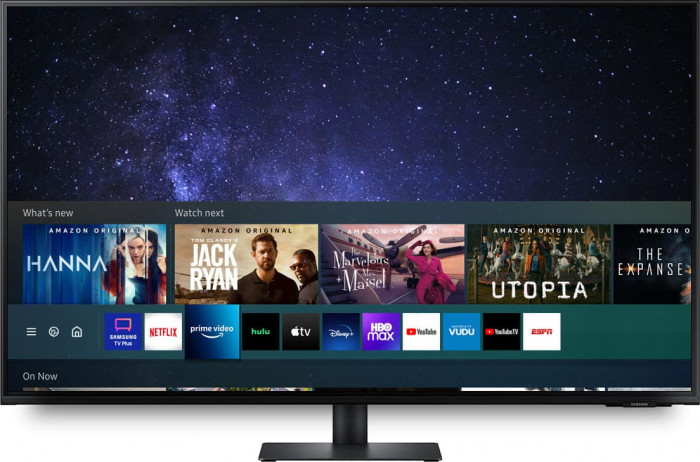 What's new
Watch next
AMAZON ORIGINAL
HANNA
AMAZON ORIGINAL
TOM CLANCY'S
JACK
RYAN
AMAZON ORIGINAL
The
Marvelous
Mrs.
Maisel
AMAZON ORIGINAL
UTOPIA
AMAZON O
THE
EXPANSE
SAMSUNG
TV Plus
NETFLIX
prime video
hulu
tv
Disney+
HBO
max
YouTube
VUDU
YouTubeTV
ESPN
On Now
SAMSUNG